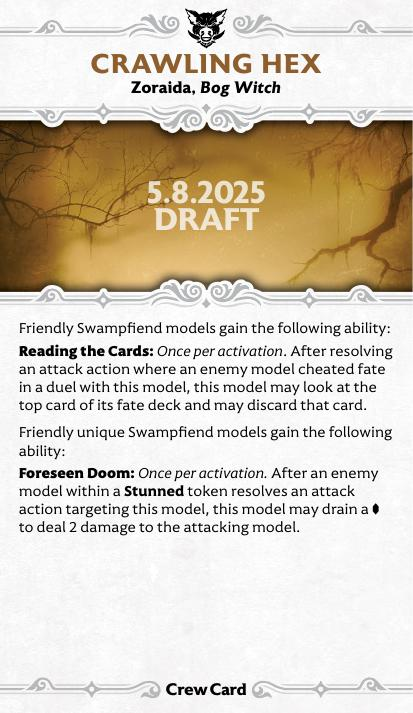 CRAWLING HEX
Zoraida, Bog Witch
5.8.2025
DRAFT
Friendly Swampfiend models gain the following ability:
Reading the Cards: Once per activation. After resolving
an attack action where an enemy model cheated fate
in a duel with this model, this model may look at the
top card of its fate deck and may discard that card.
Friendly unique Swampfiend models gain the following
ability:
Foreseen Doom: Once per activation. After an enemy
model within a Stunned token resolves an attack
action targeting this model, this model may drain a
to deal 2 damage to the attacking model.
Crew Card